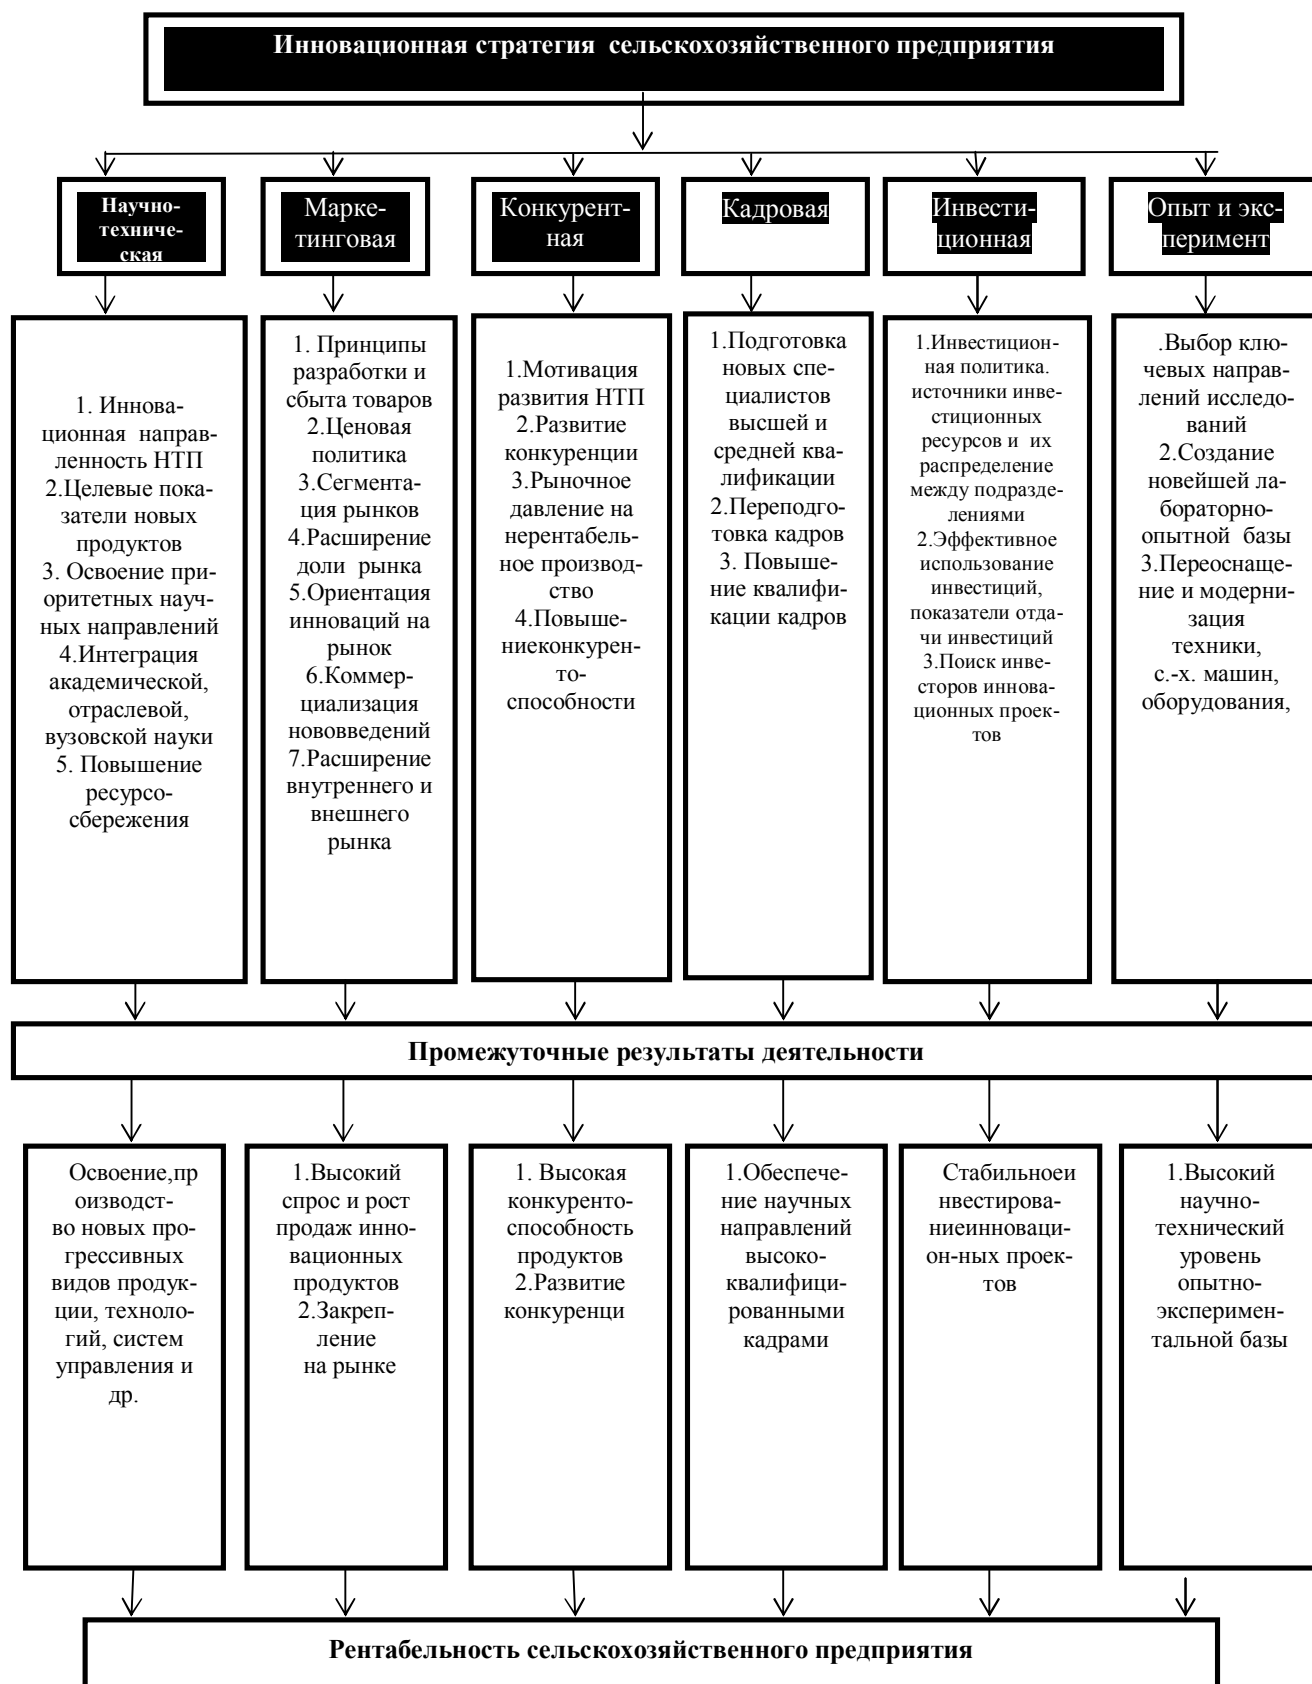 Инновационная стратегия сельскохозяйственного предприятия
Научно-
техниче-
ская
Марке-
тинговая
Конкурент-
ная
Кадровая
Инвести-
ционная
Опыт и экс-
перимент
1. Иннова-
ционная направ-
ленность НТП
2.Целевые пока-
затели новых
продуктов
3. Освоение при-
оритетных науч-
ных направлений
4.Интеграция
академической,
отраслевой,
вузовской науки
5. Повышение
ресурсо-
сбережения
1. Принципы
разработки и
сбыта товаров
2.Ценовая
политика
3.Сегмента-
ция рынков
4.Расширение
доли рынка
5.Ориентация
инноваций на
рынок
6.Коммер-
циализация
нововведений
7.Расширение
внутреннего и
внешнего
рынка
1.Мотивация
развития НТП
2.Развитие
конкуренции
3.Рыночное
давление на
нерентабель-
ное производ-
ство
4.Повыше-
ниеконкурен-
то-
способности
1.Подготовка
новых спе-
циалистов
высшей и
средней ква-
лификации
2.Переподго-
товка кадров
3. Повыше-
ние квалифи-
кации кадров
1.Инвестицион-
ная политика.
источники инве-
стиционных
ресурсов и их
распределение
между подразде-
лениями
2.Эффективное
использование
инвестиций,
показатели отда-
чи инвестиций
3.Поиск инве-
сторов иннова-
ционных проек-
тов
.Выбор клю-
чевых направ-
лений исследо-
ваний
2.Создание
новейшей ла-
бораторно-
опытной базы
3.Переоснаще-
ние и модерни-
зация
техники,
с.-х. машин,
оборудования,
Промежуточные результаты деятельности
Освоение,пр
оизводст-
во новых про-
грессивных
видов продук-
ции, техноло-
гий, систем
управления и
др.
1.Высокий
спрос и рост
продаж инно-
вационных
продуктов
2.Закреп-
ление
на рынке
1. Высокая
конкуренто-
способность
продуктов
2.Развитие
конкуренци
1.Обеспече-
ние научных
направлений
высоко-
квалифици-
рованными
кадрами
Стабильноеи
нвестирова-
ниеинноваци-
он-ных проек-
тов
1.Высокий
научно-
технический
уровень
опытно-
эксперимен-
тальной базы
Рентабельность сельскохозяйственного предприятия